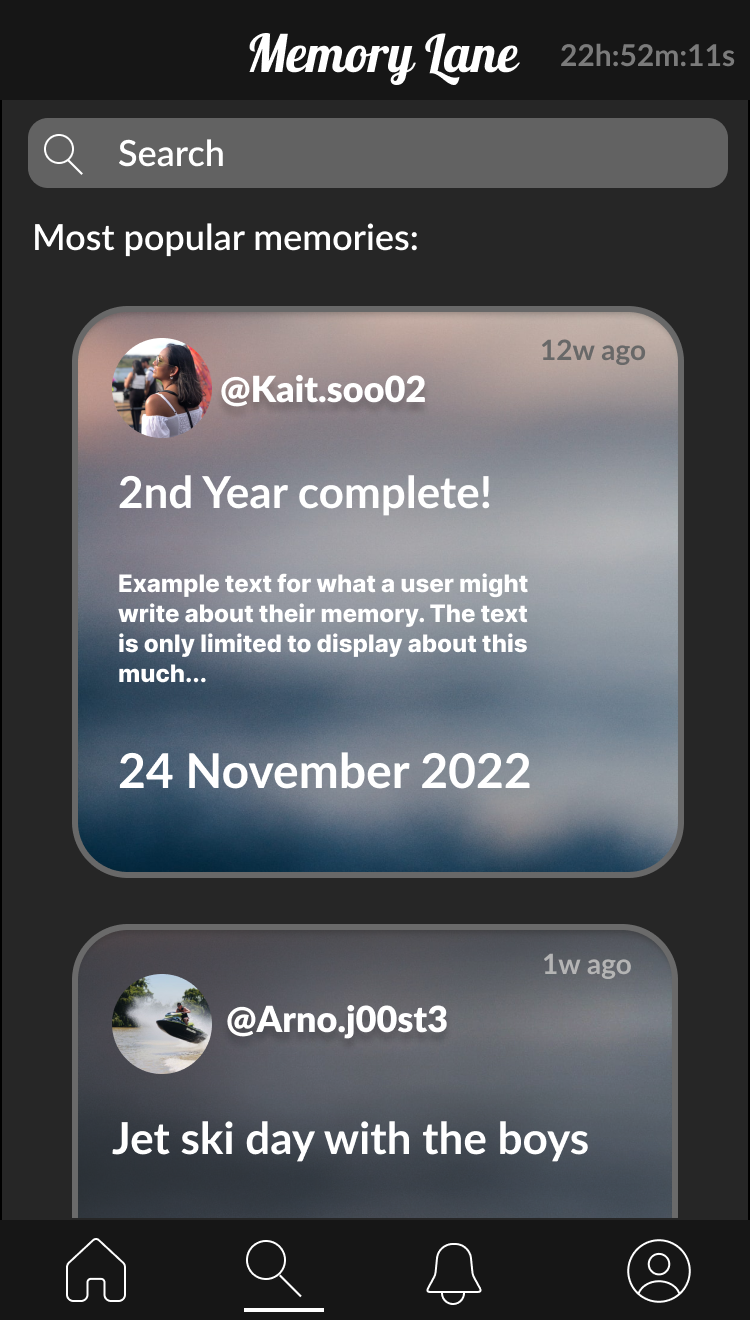 Memory Lane
22h:52m:11s
Search
Most popular memories:
12w ago
@Kait.soo02
2nd Year complete!
Example text for what a user might
write about their memory. The text
is only limited to display about this
much...
24 November 2022
1w ago
@Arno.j00st3
Jet ski day with the boys